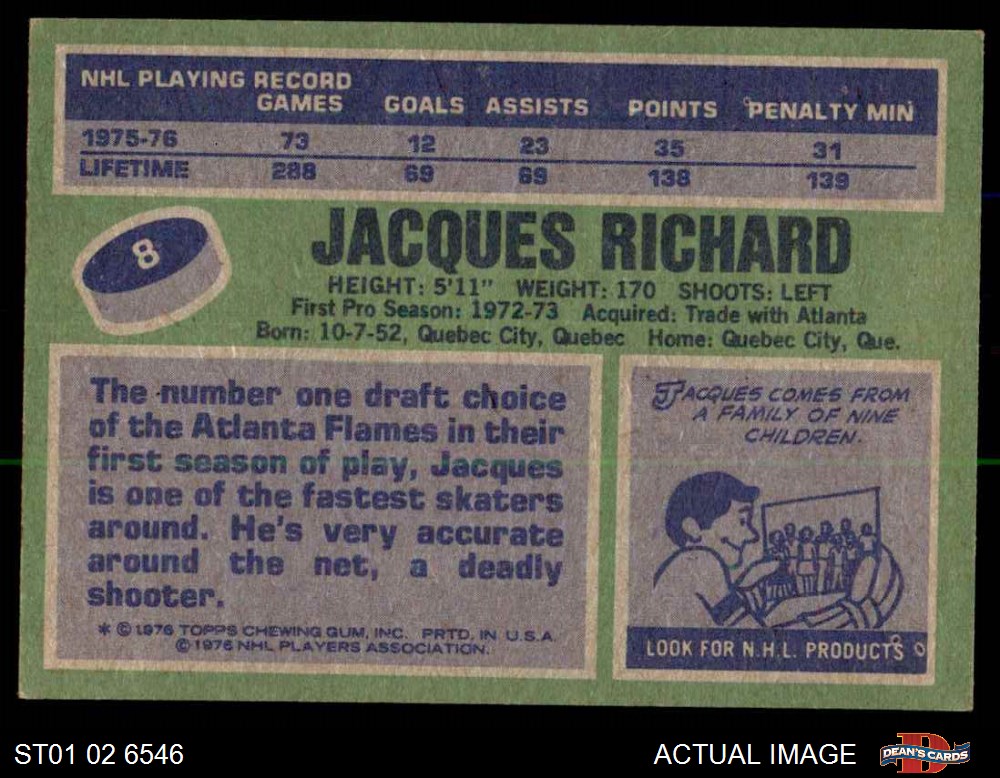 NHL PLAYING RECORD
GAMES GOALS ASSISTS POINTS PENALTY MIN
1975-76 73 12 23 35 31
LIFETIME 288 69 69 138 139
8
JACQUES RICHARD
HEIGHT: 5'11" WEIGHT: 170 SHOOTS: LEFT
First Pro Season: 1972-73 Acquired: Trade with Atlanta
Born: 10-7-52, Quebec City, Quebec Home: Quebec City, Que.
The number one draft choice
of the Atlanta Flames in their
first season of play, Jacques
is one of the fastest skaters
around. He's very accurate
around the net, a deadly
shooter.
* © 1976 TOPPS CHEWING GUM, INC. PRTD. IN U.S.A.
© 1976 NHL PLAYERS ASSOCIATION.
JACQUES COMES FROM
A FAMILY OF NINE
CHILDREN.
LOOK FOR N.H.L. PRODUCTS
ST01 02 6546
ACTUAL IMAGE
D
DEAN'S CARDS